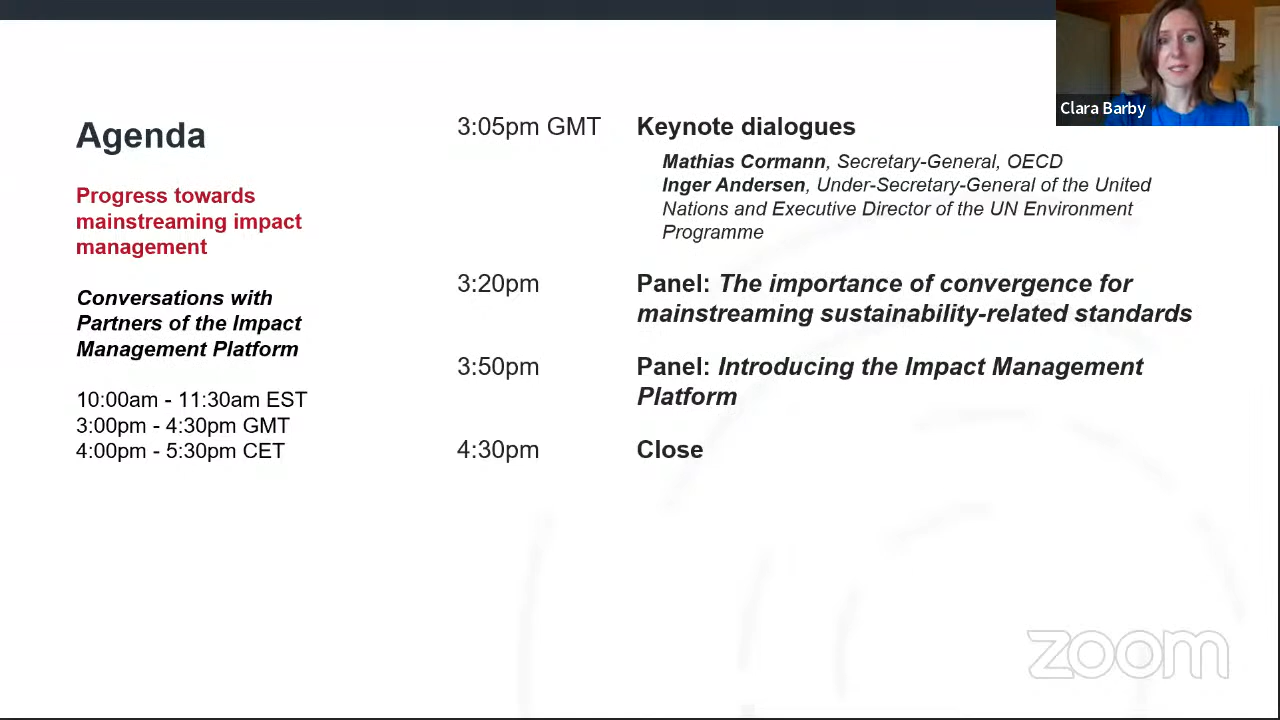 Agenda
Progress towards
mainstreaming impact
management
Conversations with
Partners of the Impact
Management Platform
10:00am - 11:30am EST
3:00pm - 4:30pm GMT
4:00pm - 5:30pm CET
3:05pm GMT
Keynote dialogues
Mathias Cormann, Secretary-General, OECD
Inger Andersen, Under-Secretary-General of the United
Nations and Executive Director of the UN Environment
Programme
3:20pm
Panel: The importance of convergence for
mainstreaming sustainability-related standards
3:50pm
Panel: Introducing the Impact Management
Platform
4:30pm
Close
Clara Barby
zoom